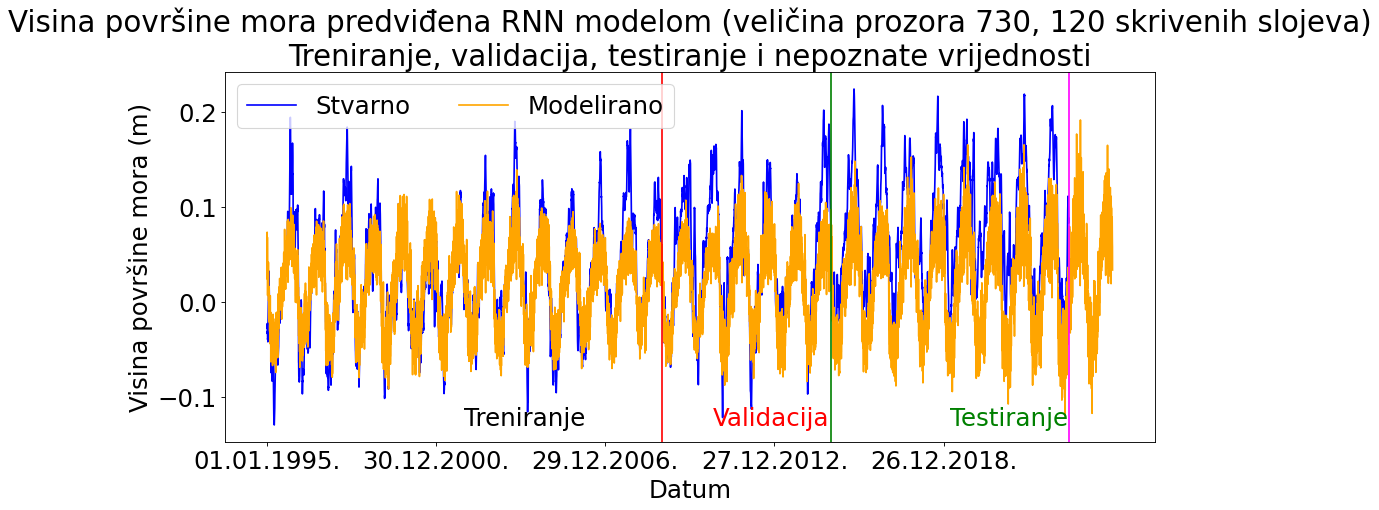 Visina površine mora predviđena RNN modelom (veličina prozora 730, 120 skrivenih slojeva)
Treniranje, validacija, testiranje i nepoznate vrijednosti
Stvarno Modelirano
Visina površine mora (m)
0.2
0.1
0.0
−0.1
Treniranje Validacija Testiranje
01.01.1995. 30.12.2000. 29.12.2006. 27.12.2012. 26.12.2018.
Datum